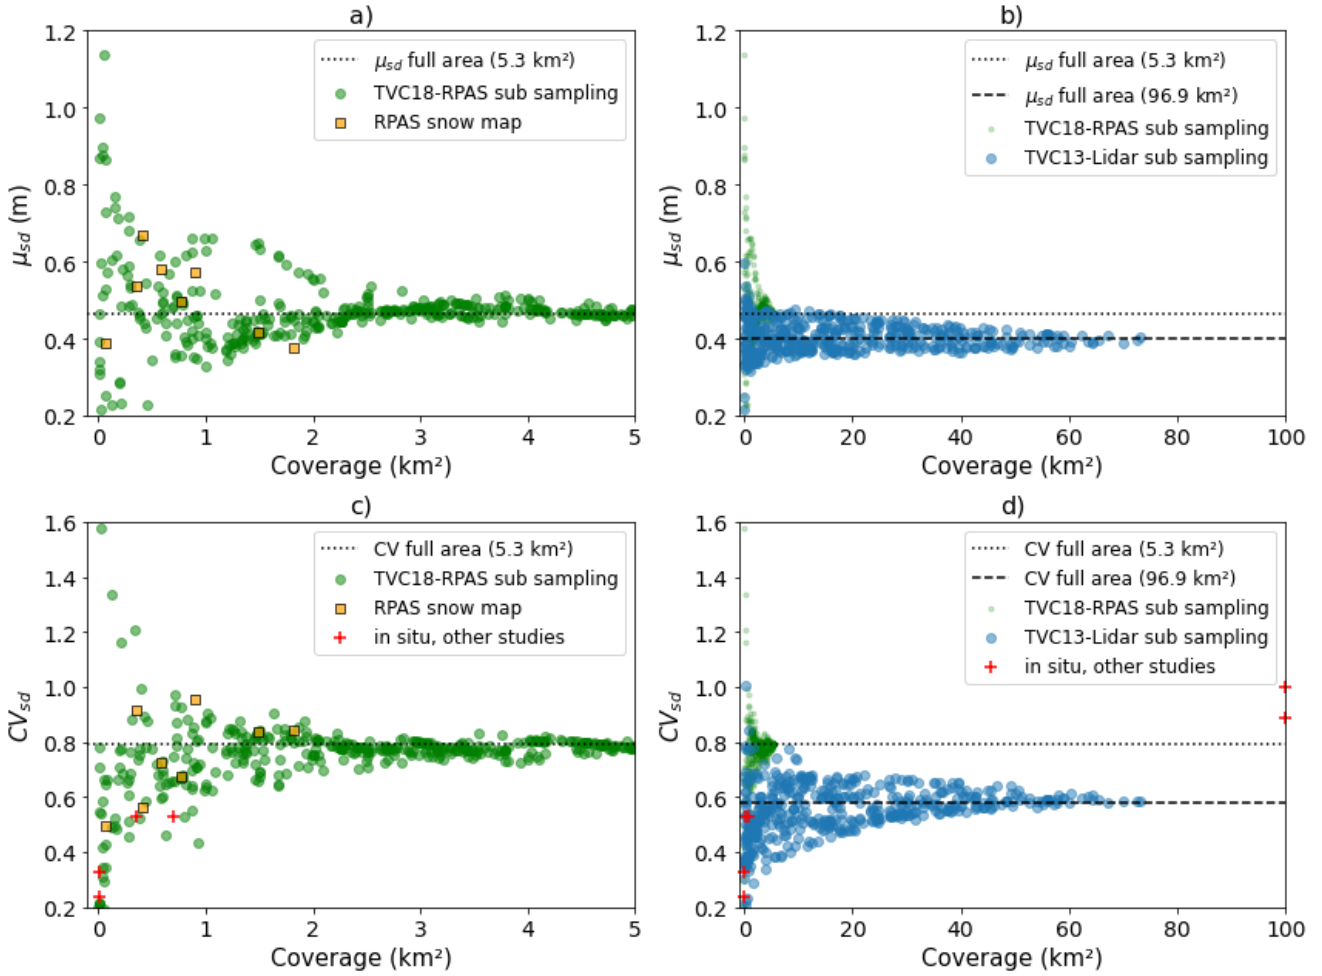 a)
1.2
1.0
0.8
0.6
0.4
0.2
μsd (m)
μsd full area (5.3 km²)
TVC18-RPAS sub sampling
RPAS snow map
0 1 2 3 4 5
Coverage (km²)
b)
1.2
1.0
0.8
0.6
0.4
0.2
μsd (m)
μsd full area (5.3 km²)
μsd full area (96.9 km²)
TVC18-RPAS sub sampling
TVC13-Lidar sub sampling
0 20 40 60 80 100
Coverage (km²)
c)
1.6
1.4
1.2
1.0
0.8
0.6
0.4
0.2
CVsd
CV full area (5.3 km²)
TVC18-RPAS sub sampling
RPAS snow map
in situ, other studies
0 1 2 3 4 5
Coverage (km²)
d)
1.6
1.4
1.2
1.0
0.8
0.6
0.4
0.2
CVsd
CV full area (5.3 km²)
CV full area (96.9 km²)
TVC18-RPAS sub sampling
TVC13-Lidar sub sampling
in situ, other studies
0 20 40 60 80 100
Coverage (km²)